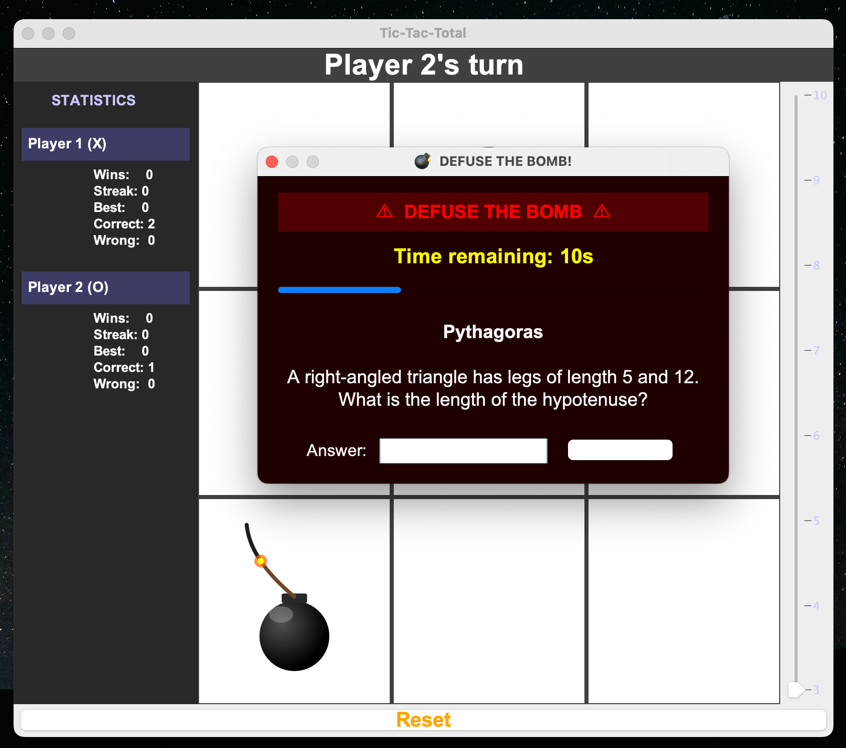 Tic-Tac-Total
Player 2's turn
STATISTICS
Player 1 (X)
Wins: 0
Streak: 0
Best: 0
Correct: 2
Wrong: 0
Player 2 (O)
Wins: 0
Streak: 0
Best: 0
Correct: 1
Wrong: 0
DEFUSE THE BOMB!
⚠ DEFUSE THE BOMB ⚠
Time remaining: 10s
Pythagoras
A right-angled triangle has legs of length 5 and 12.
What is the length of the hypotenuse?
Answer:
10
9
8
7
6
5
4
3
Reset